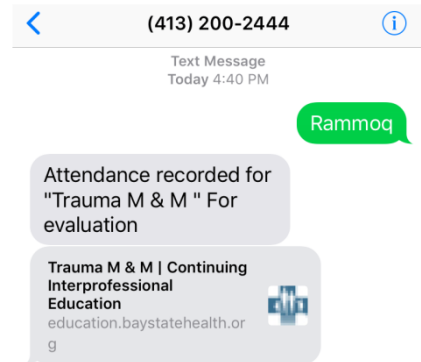 (413) 200-2444
Text Message
Today 4:40 PM
Rammoq
Attendance recorded for
"Trauma M & M " For
evaluation
Trauma M & M | Continuing
Interprofessional
Education
education.baystatehealth.or
g